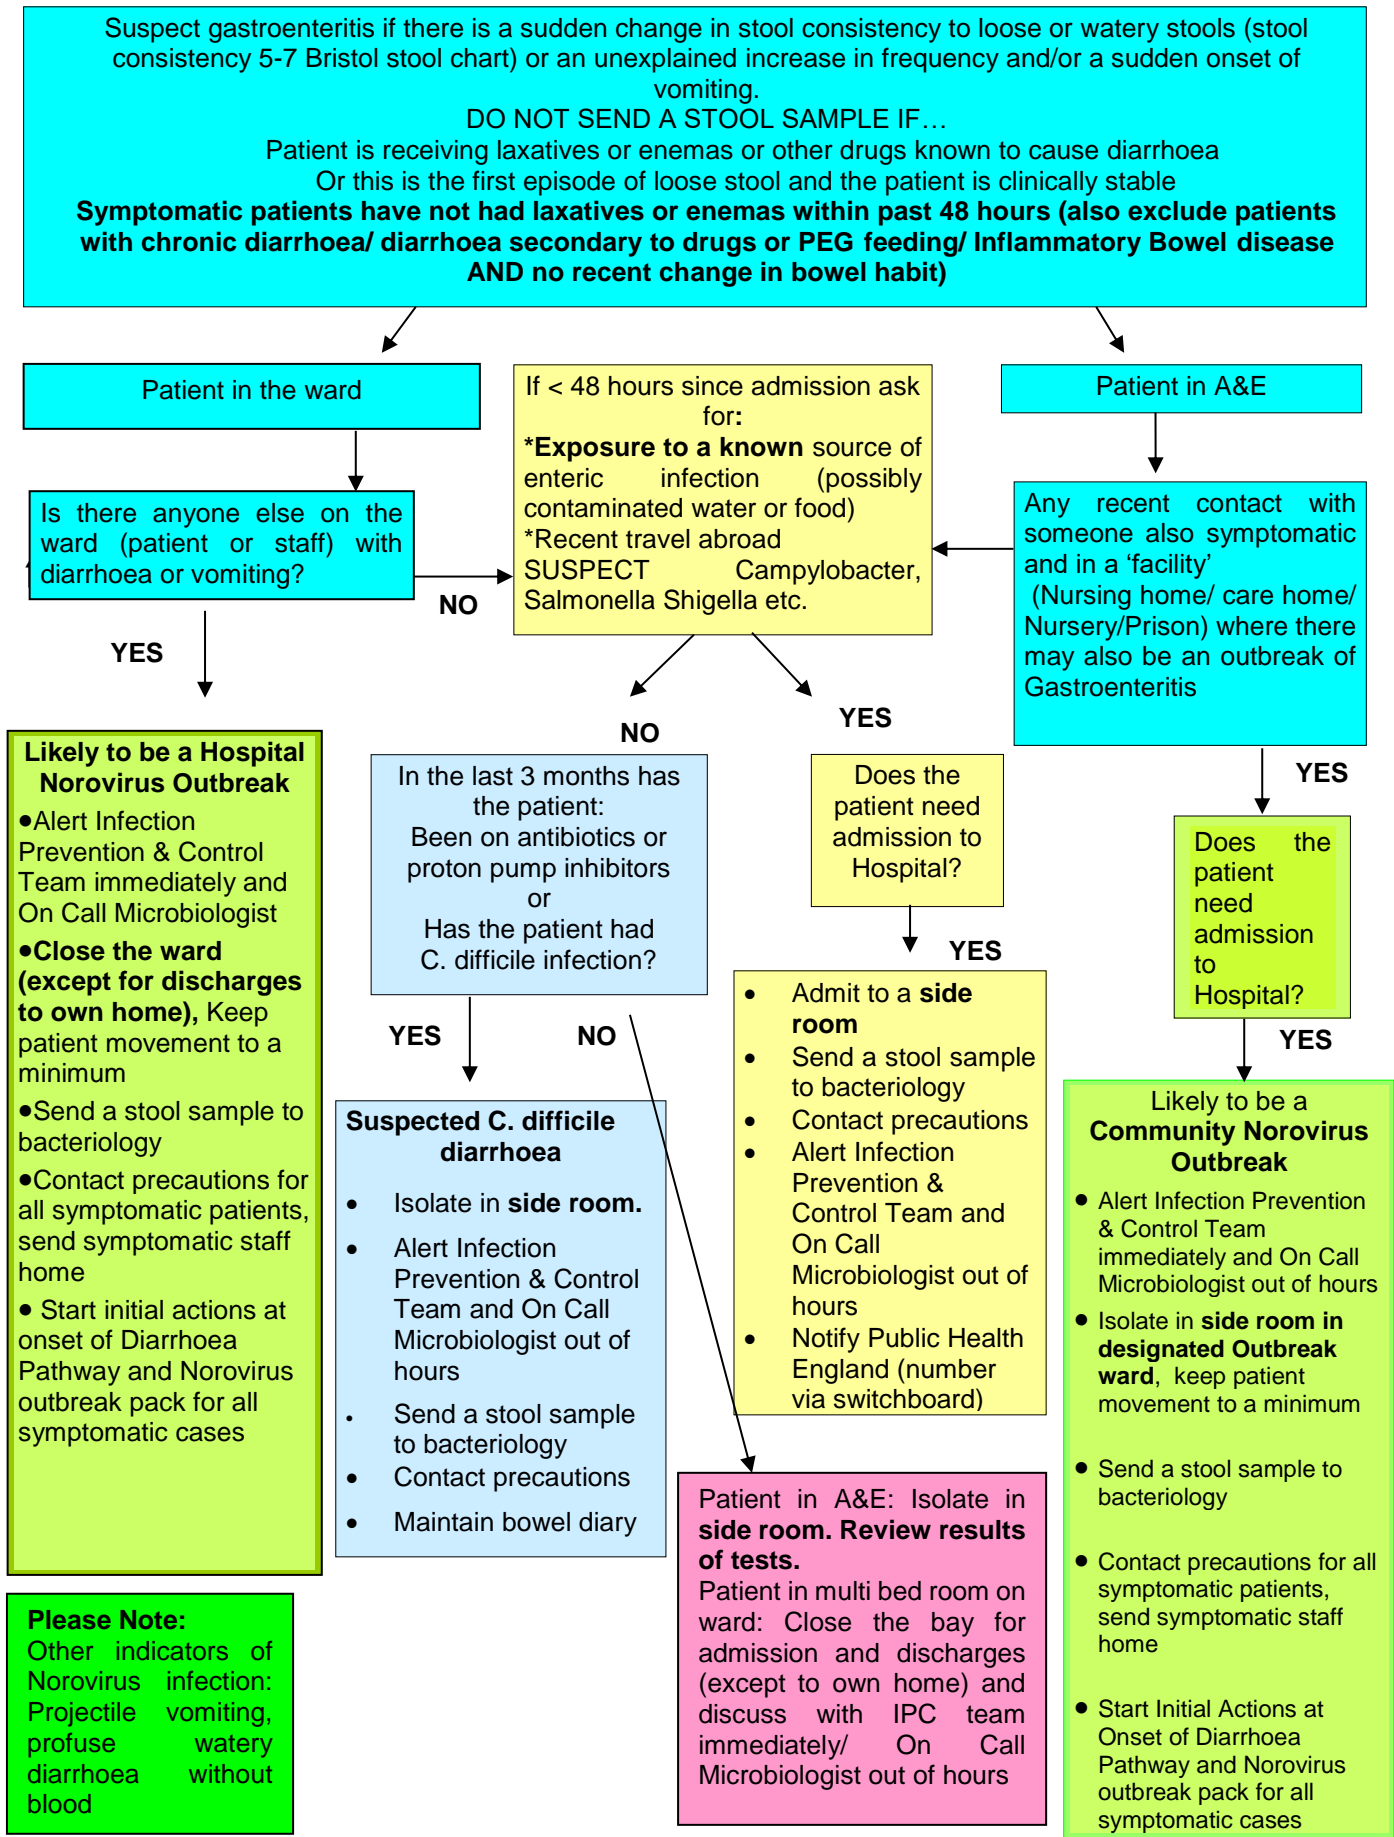 Suspect gastroenteritis if there is a sudden change in stool consistency to loose or watery stools (stool
consistency 5-7 Bristol stool chart) or an unexplained increase in frequency and/or a sudden onset of
vomiting.
DO NOT SEND A STOOL SAMPLE IF…
Patient is receiving laxatives or enemas or other drugs known to cause diarrhoea
Or this is the first episode of loose stool and the patient is clinically stable
Symptomatic patients have not had laxatives or enemas within past 48 hours (also exclude patients
with chronic diarrhoea/ diarrhoea secondary to drugs or PEG feeding/ Inflammatory Bowel disease
AND no recent change in bowel habit)
Patient in the ward
Is there anyone else on the
ward (patient or staff) with
diarrhoea or vomiting?
NO
YES
If < 48 hours since admission ask
for:
*Exposure to a known source of
enteric infection (possibly
contaminated water or food)
*Recent travel abroad
SUSPECT Campylobacter,
Salmonella Shigella etc.
NO
YES
Patient in A&E
Any recent contact with
someone also symptomatic
and in a ‘facility’
(Nursing home/ care home/
Nursery/Prison) where there
may also be an outbreak of
Gastroenteritis
YES
Likely to be a Hospital
Norovirus Outbreak
•Alert Infection
Prevention & Control
Team immediately and
On Call Microbiologist
•Close the ward
(except for discharges
to own home), Keep
patient movement to a
minimum
•Send a stool sample to
bacteriology
•Contact precautions for
all symptomatic patients,
send symptomatic staff
home
• Start initial actions at
onset of Diarrhoea
Pathway and Norovirus
outbreak pack for all
symptomatic cases
In the last 3 months has
the patient:
Been on antibiotics or
proton pump inhibitors
or
Has the patient had
C. difficile infection?
YES
NO
Suspected C. difficile
diarrhoea
• Isolate in side room.
• Alert Infection
Prevention & Control
Team and On Call
Microbiologist out of
hours
• Send a stool sample
to bacteriology
• Contact precautions
• Maintain bowel diary
Does the
patient need
admission to
Hospital?
YES
• Admit to a side
room
• Send a stool sample
to bacteriology
• Contact precautions
• Alert Infection
Prevention &
Control Team and
On Call
Microbiologist out of
hours
• Notify Public Health
England (number
via switchboard)
Does the
patient
need
admission
to
Hospital?
YES
Likely to be a
Community Norovirus
Outbreak
• Alert Infection Prevention
& Control Team
immediately and On Call
Microbiologist out of hours
• Isolate in side room in
designated Outbreak
ward, keep patient
movement to a minimum
• Send a stool sample to
bacteriology
• Contact precautions for all
symptomatic patients,
send symptomatic staff
home
• Start Initial Actions at
Onset of Diarrhoea
Pathway and Norovirus
outbreak pack for all
symptomatic cases
Please Note:
Other indicators of
Norovirus infection:
Projectile vomiting,
profuse watery
diarrhoea without
blood
Patient in A&E: Isolate in
side room. Review results
of tests.
Patient in multi bed room on
ward: Close the bay for
admission and discharges
(except to own home) and
discuss with IPC team
immediately/ On Call
Microbiologist out of hours